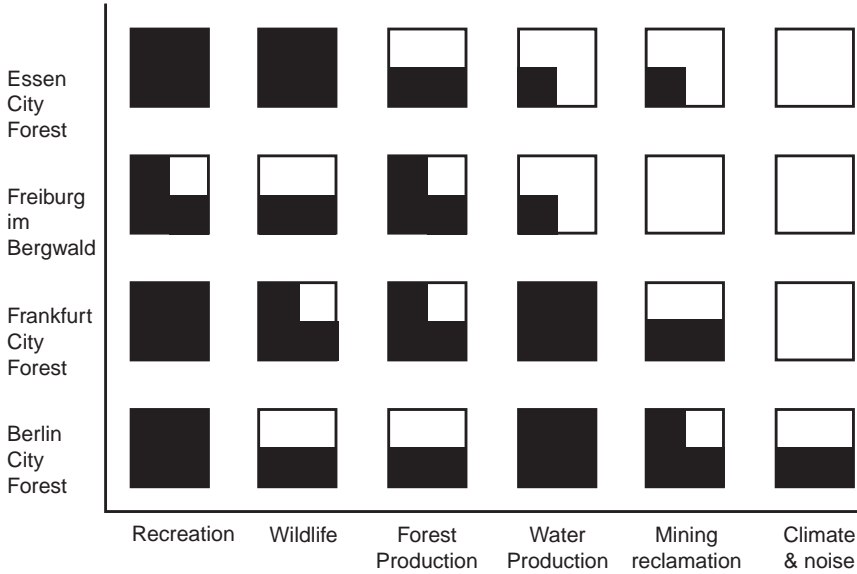 Essen
City
Forest
Freiburg
im
Bergwald
Frankfurt
City
Forest
Berlin
City
Forest
Recreation
Wildlife
Forest
Production
Water
Production
Mining
reclamation
Climate
& noise